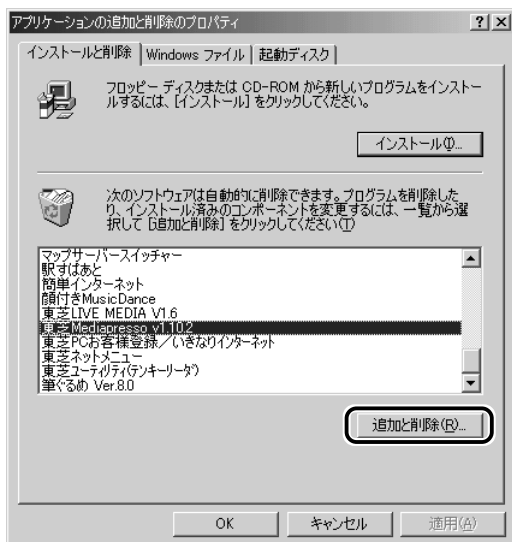 アプリケーションの追加と削除のプロパティ
インストールと削除
Windows ファイル
起動ディスク
フロッピー ディスクまたは CD-ROM から新しいプログラムをインストー
ルするには、[インストール] をクリックしてください。
インストール(I)...
次のソフトウェアは自動的に削除できます。プログラムを削除した
り、インストール済みのコンポーネントを変更するには、一覧から選
択して [追加と削除] をクリックしてください(T)
マップサーバースイッチャー
駅すぱあと
簡単インターネット
顔付きMusicDance
東芝LIVE MEDIA V1.6
東芝Mediapresso v1.10.2
東芝PCお客様登録／いきなりインターネット
東芝ネットメニュー
東芝ユーティリティ(テンキーリーダ)
筆ぐるめ Ver.8.0
追加と削除(R)...
OK
キャンセル
適用(A)